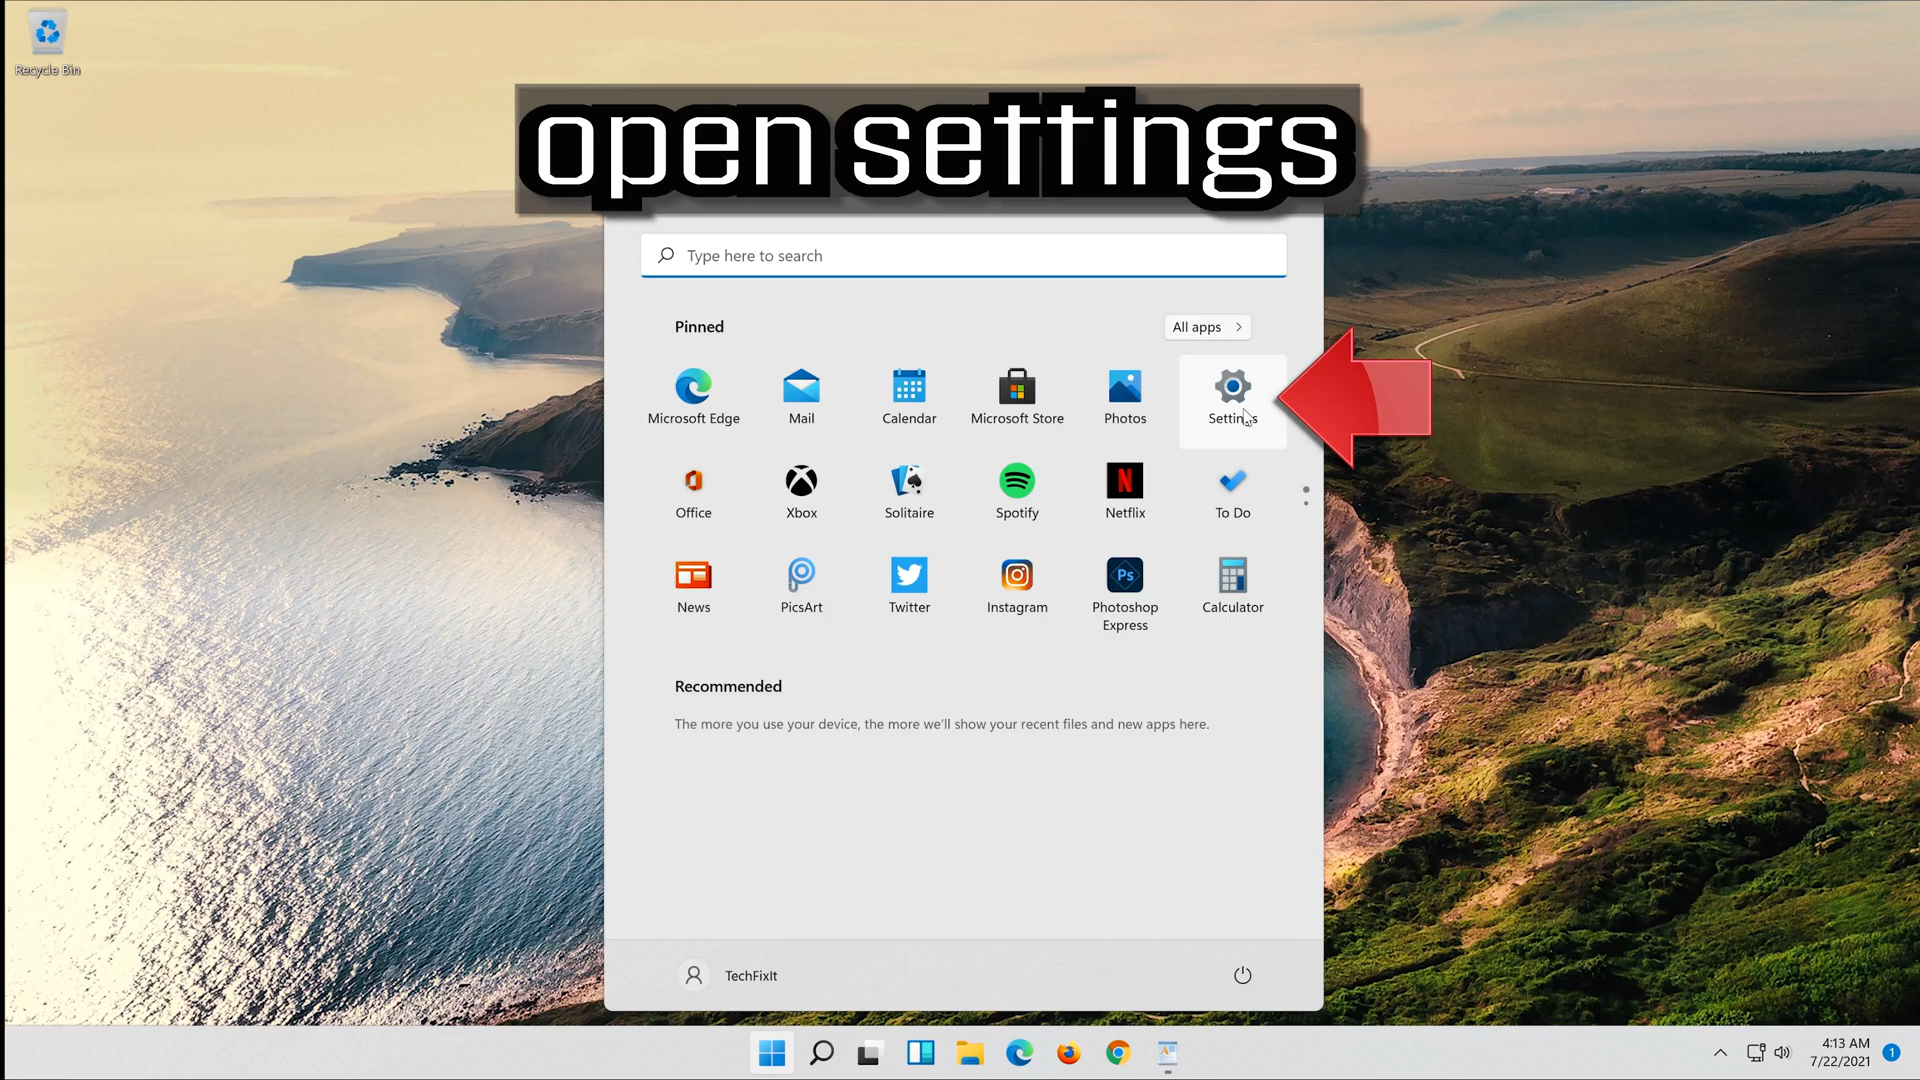 Recycle Bin
open settings
Type here to search
Pinned
All apps
Microsoft Edge
Mail
Calendar
Microsoft Store
Photos
Settings
Office
Xbox
Solitaire
Spotify
Netflix
To Do
News
PicsArt
Twitter
Instagram
Photoshop
Express
Calculator
Ps
Recommended
The more you use your device, the more we'll show your recent files and new apps here.
TechFixIt
4:13 AM
7/22/2021
1